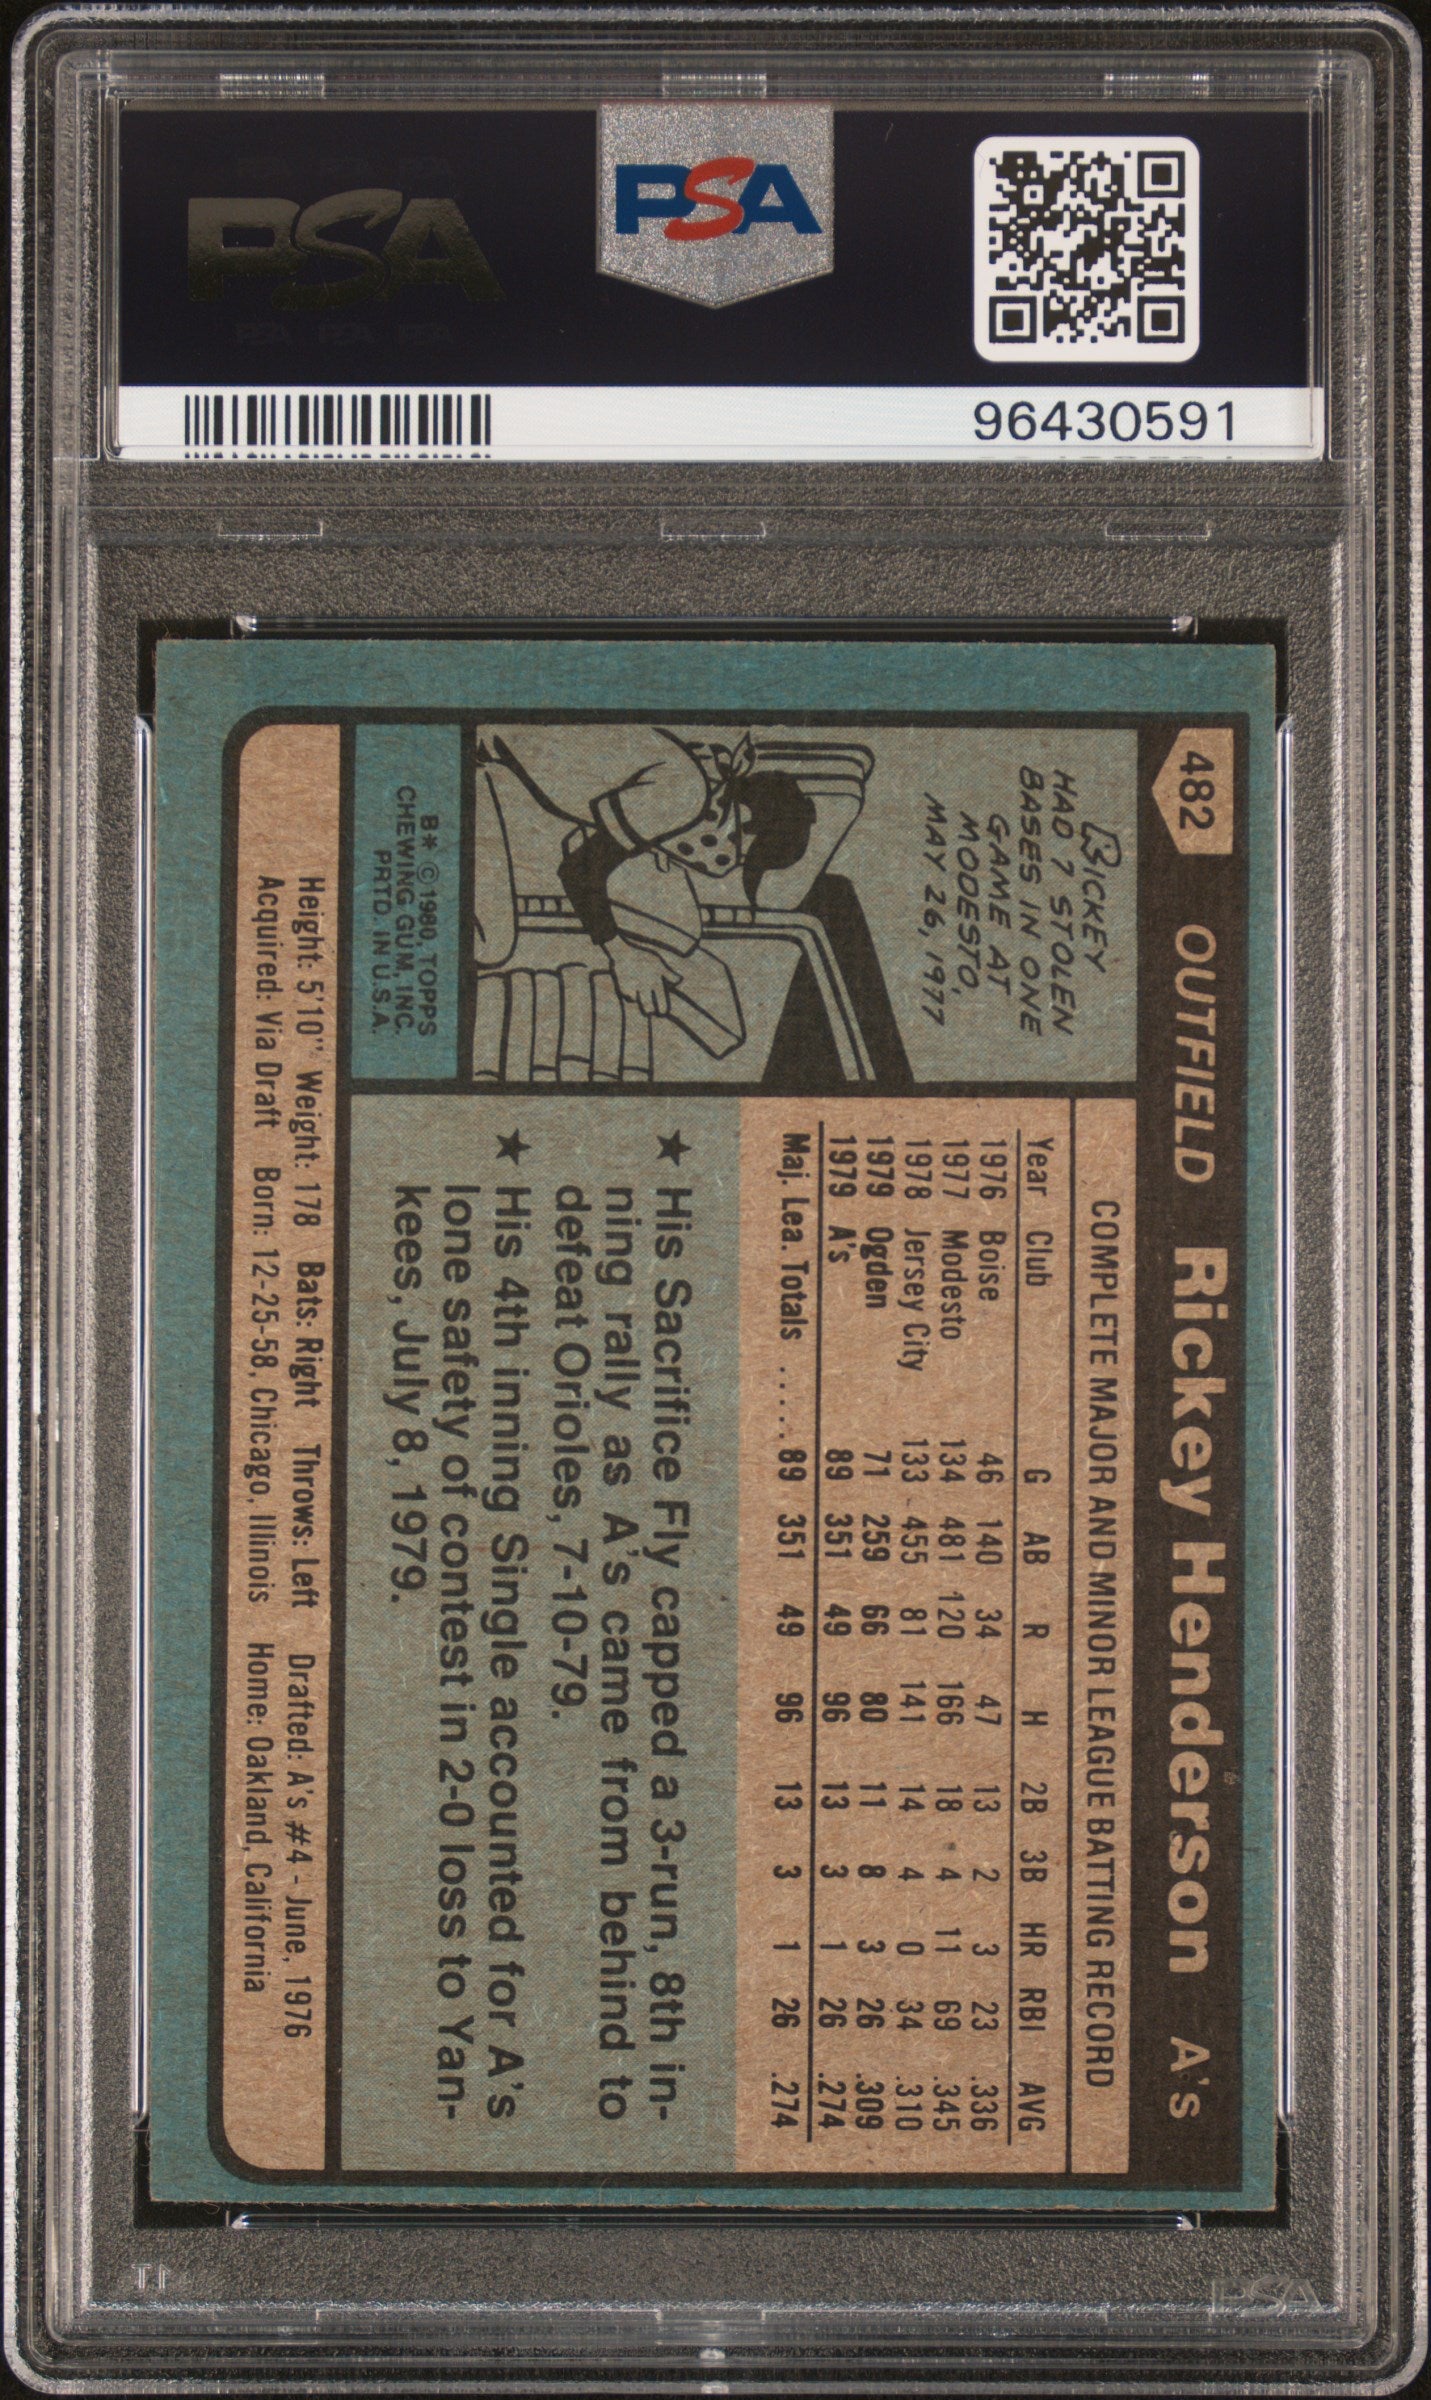 PSA
PSA
96430591
482 OUTFIELD Rickey Henderson A's
RICKEY
HAD 7 STOLEN
BASES IN ONE
GAME AT
MODESTO,
MAY 26, 1977
B* © 1980, TOPPS
CHEWING GUM, INC.
PRTD. IN U.S.A.
COMPLETE MAJOR AND MINOR LEAGUE BATTING RECORD
Year Club G AB R H 2B 3B HR RBI AVG
1976 Boise 46 140 34 47 13 2 3 23 .336
1977 Modesto 134 481 120 166 18 4 11 69 .345
1978 Jersey City 133 455 81 141 14 4 0 34 .310
1979 Ogden 71 259 66 80 11 8 3 26 .309
1979 A's 89 351 49 96 13 3 1 26 .274
Maj. Lea. Totals ..... 89 351 49 96 13 3 1 26 .274
★ His Sacrifice Fly capped a 3-run, 8th in-
ning rally as A's came from behind to
defeat Orioles, 7-10-79.
★ His 4th inning Single accounted for A's
lone safety of contest in 2-0 loss to Yan-
kees, July 8, 1979.
Height: 5'10" Weight: 178 Bats: Right Throws: Left Drafted: A's #4 - June, 1976
Acquired: Via Draft Born: 12-25-58, Chicago, Illinois Home: Oakland, California
PSA